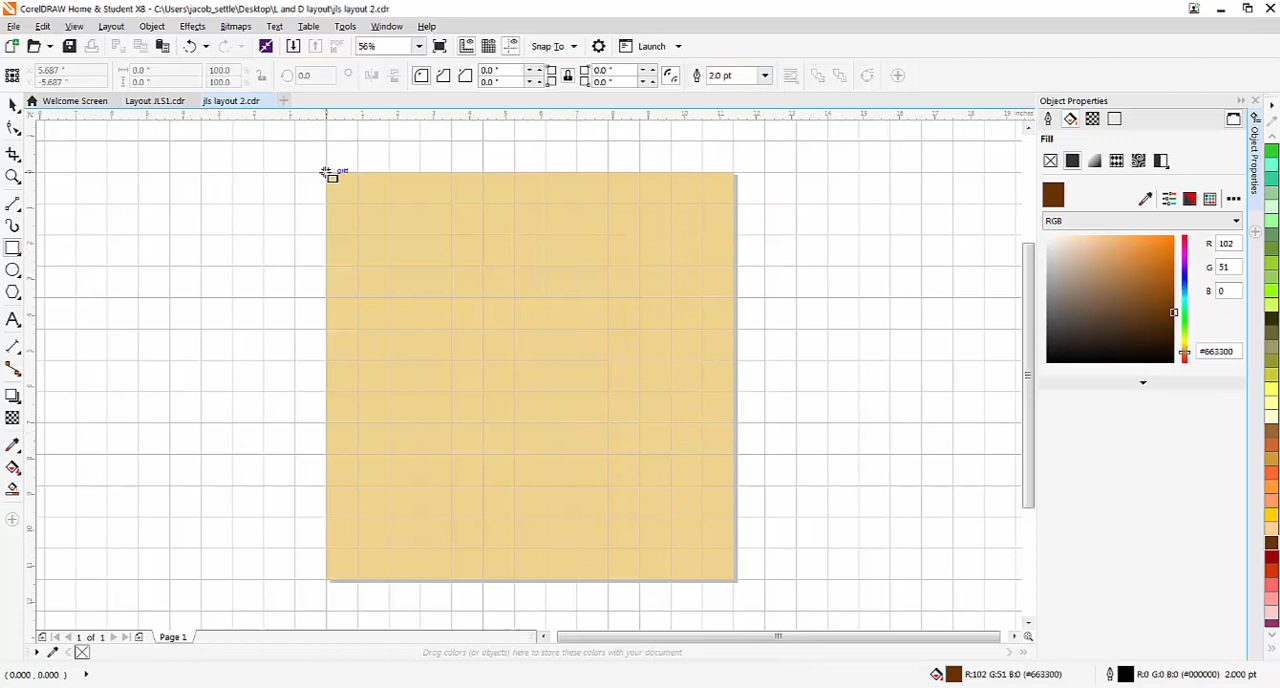 CorelDRAW Home & Student X8 - C:\Users\jacob_settle\Desktop\L and D layout\jls layout 2.cdr
File Edit View Layout Object Effects Bitmaps Text Table Tools Window Help
56% Snap To Launch
5.687 " 0.0 " 100.0 0.0 ° 0.0 " 0.0 " 2.0 pt
-5.687 " 0.0 " 100.0 0.0 " 0.0 "
Welcome Screen Layout JLS1.cdr jls layout 2.cdr
Object Properties
Fill
Object Properties
RGB
R 102
G 51
B 0
#663300
1 of 1 Page 1
Drag colors (or objects) here to store these colors with your document
( 0.000 , 0.000 ) R:102 G:51 B:0 (#663300) R:0 G:0 B:0 (#000000) 2.000 pt